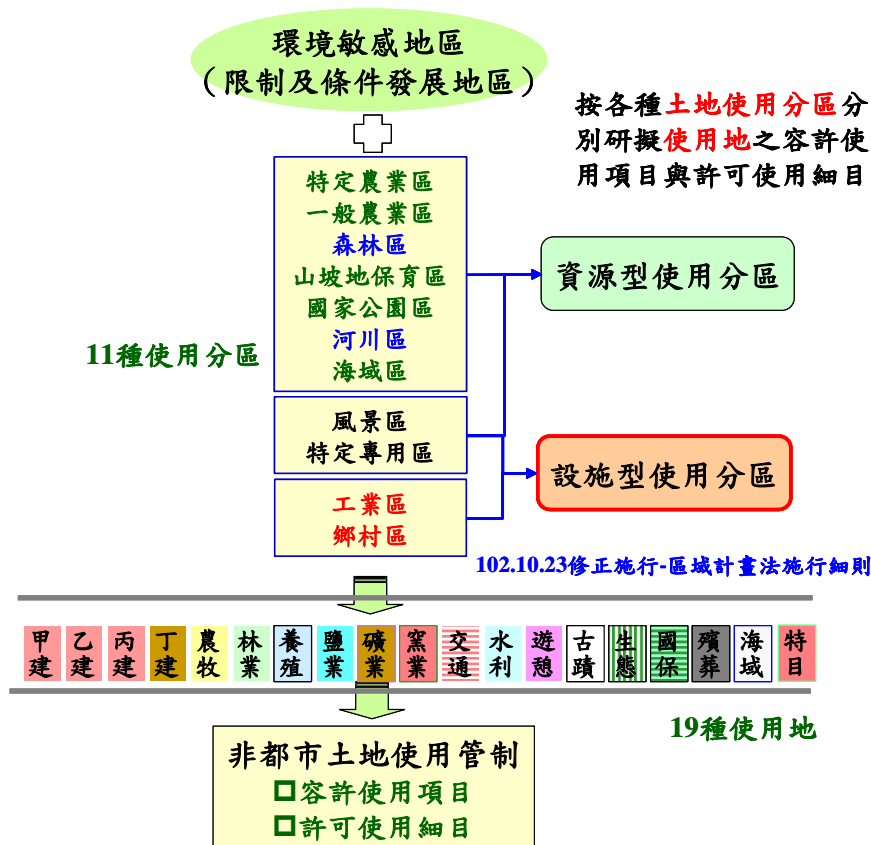 環境敏感地區
（限制及條件發展地區）
按各種土地使用分區分
別研擬使用地之容許使
用項目與許可使用細目
特定農業區
一般農業區
森林區
山坡地保育區
國家公園區
河川區
海域區
11種使用分區
資源型使用分區
風景區
特定專用區
設施型使用分區
工業區
鄉村區
102.10.23修正施行-區域計畫法施行細則
甲建
乙建
丙建
丁建
農牧
林業
養殖
鹽業
礦業
窯業
交通
水利
遊憩
古蹟
生態
國保
殯葬
海域
特目
19種使用地
非都市土地使用管制
容許使用項目
許可使用細目